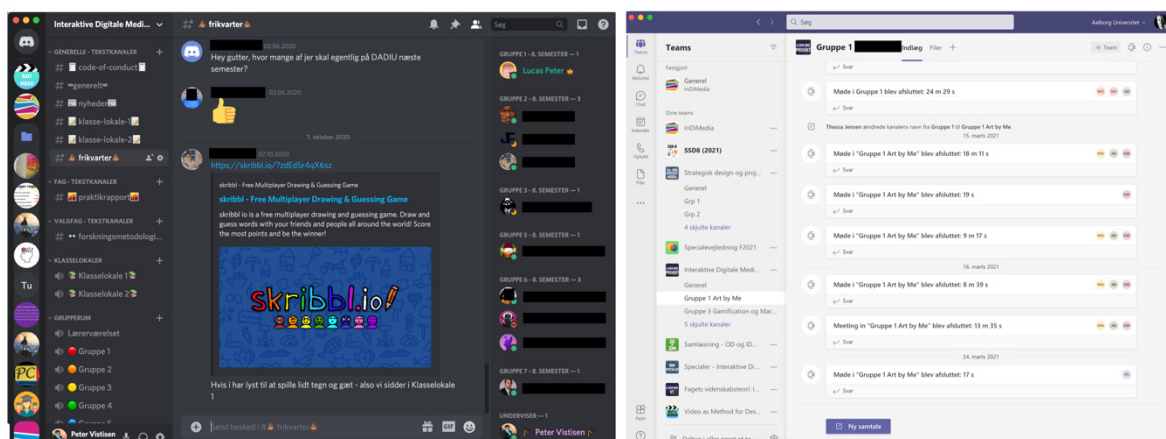 Interaktive Digitale Medi...
GENERELLE - TEKSTKANALER
code-of-conduct
generelt
nyheder
klasse-lokale-1
klasse-lokale-2
frikvarter
FAG - TEKSTKANALER
praktikrapport
VALGFAG - TEKSTKANALER
forskningsmetodologi...
KLASSELOKALER
Klasselokale 1
Klasselokale 2
GRUPPERUM
Lærerværelset
Gruppe 1
Gruppe 2
Gruppe 3
Gruppe 4
Peter Vistisen
Tu
PC
# frikvarter
Søg
02.06.2020
Hey gutter, hvor mange af jer skal egentlig på DADIU næste
semester?
02.06.2020
7. oktober 2020
07.10.2020
https://skribbl.io/?zdEd5r4qX6sz
skribbl - Free Multiplayer Drawing & Guessing Game
skribbl - Free Multiplayer Drawing & Guessing Game
skribbl io is a free multiplayer drawing and guessing game. Draw and
guess words with your friends and people all around the world! Score
the most points and be the winner!
skribbl.io
Hvis i har lyst til at spille lidt tegn og gæt - also vi sidder i Klasselokale
1
Send besked i # frikvarter
GIF
GRUPPE 1 - 8. SEMESTER — 1
Lucas Peter
GRUPPE 2 - 8. SEMESTER — 3
GRUPPE 3 - 8. SEMESTER — 1
GRUPPE 5 - 8. SEMESTER — 1
GRUPPE 6 - 8. SEMESTER — 3
GRUPPE 7 - 8. SEMESTER — 1
UNDERVISER — 1
Peter Vistisen
Søg
Aalborg Universitet
Teams
Aktivitet
Chat
Kalender
Opkald
Filer
Apps
Teams
Fastgjort
Generel
InDiMedia
Dine teams
InDiMedia
SSD8 (2021)
Strategisk design og proj...
Generel
Grp 1
Grp 2
4 skjulte kanaler
Specialevejledning F2021
Interaktive Digitale Medi...
Generel
Gruppe 1 Art by Me
Gruppe 3 Gamification og Mar...
5 skjulte kanaler
Samlæsning - OD og ID...
Specialer - Interaktive Di...
Fagets videnskabsteori: I...
Video as Method for Des...
Gruppe 1
Indlæg
Filer
Team
Svar
Møde i Gruppe 1 blev afsluttet: 24 m 29 s
Svar
Thessa Jensen ændrede kanalens navn fra Gruppe 1 til Gruppe 1 Art by Me.
15. marts 2021
Møde i "Gruppe 1 Art by Me" blev afsluttet: 18 m 11 s
Svar
Møde i "Gruppe 1 Art by Me" blev afsluttet: 19 s
Svar
Møde i "Gruppe 1 Art by Me" blev afsluttet: 9 m 17 s
Svar
16. marts 2021
Møde i "Gruppe 1 Art by Me" blev afsluttet: 8 m 39 s
Svar
Meeting in "Gruppe 1 Art by Me" blev afsluttet: 13 m 35 s
Svar
24. marts 2021
Møde i "Gruppe 1 Art by Me" blev afsluttet: 17 s
Svar
Ny samtale